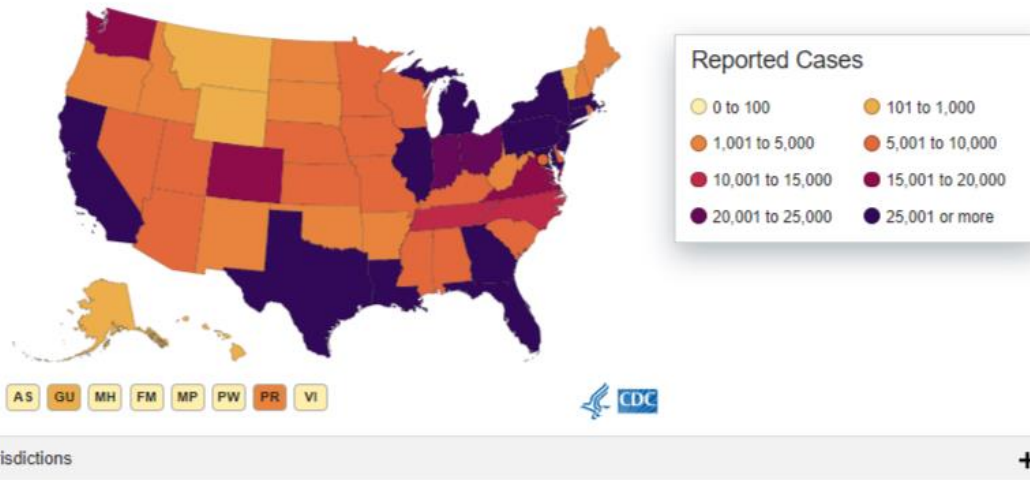 Reported Cases
0 to 100 101 to 1,000
1,001 to 5,000 5,001 to 10,000
10,001 to 15,000 15,001 to 20,000
20,001 to 25,000 25,001 or more
AS GU MH FM MP PW PR VI
CDC
risdictions
+